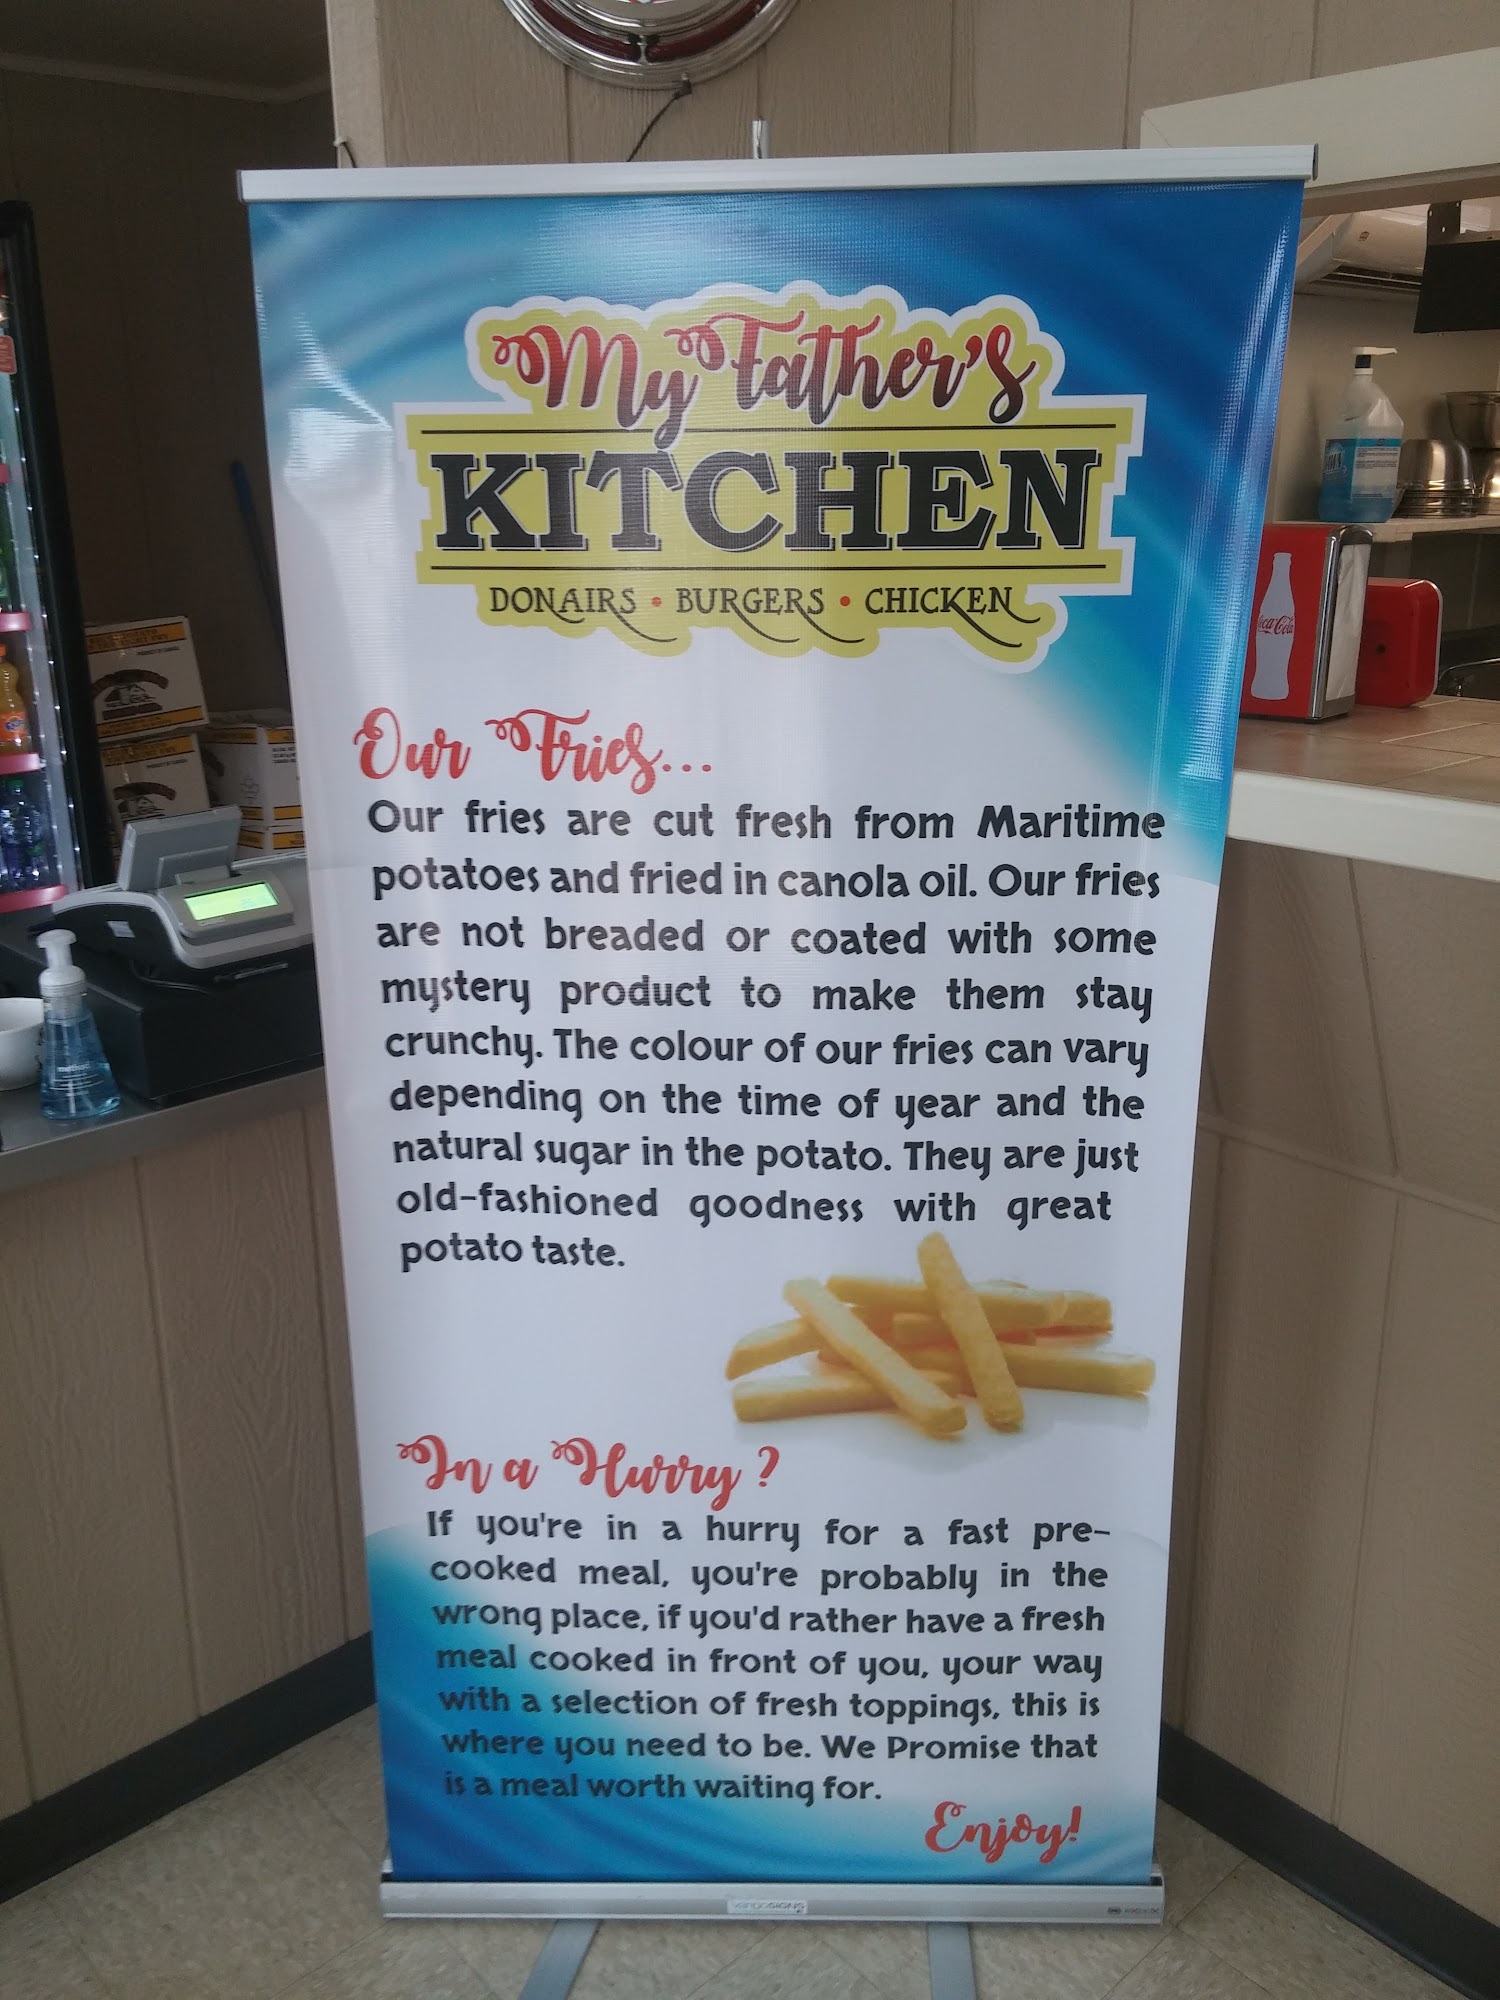 My Father's
KITCHEN
DONAIRS • BURGERS • CHICKEN
Our Fries...
Our fries are cut fresh from Maritime
potatoes and fried in canola oil. Our fries
are not breaded or coated with some
mystery product to make them stay
crunchy. The colour of our fries can vary
depending on the time of year and the
natural sugar in the potato. They are just
old-fashioned goodness with great
potato taste.
In a Hurry ?
If you're in a hurry for a fast pre-
cooked meal, you're probably in the
wrong place, if you'd rather have a fresh
meal cooked in front of you, your way
with a selection of fresh toppings, this is
where you need to be. We Promise that
is a meal worth waiting for.
Enjoy!
Coca-Cola
method